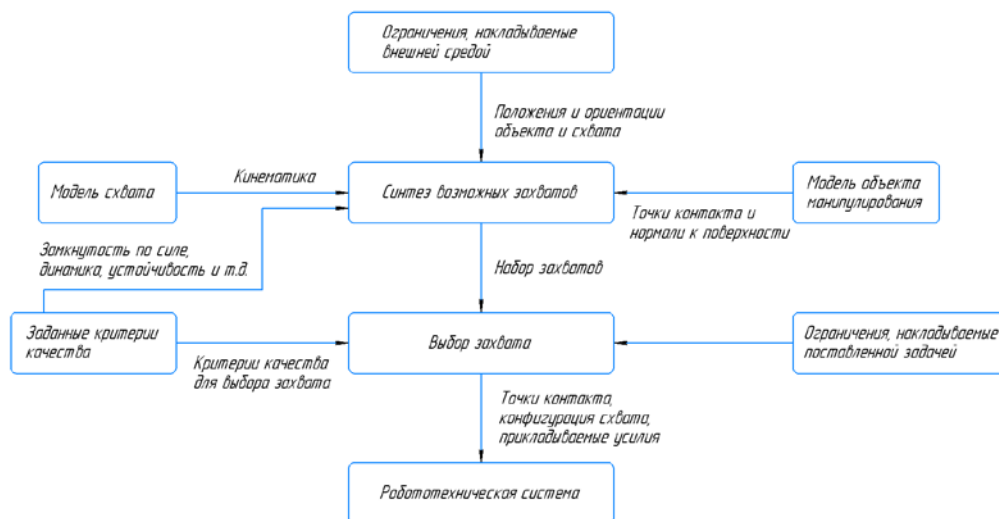 Ограничения, накладываемые
внешней средой
Положения и ориентации
объекта и схвата
Модель схвата
Кинематика
Синтез возможных захватов
Модель объекта
манипулирования
Точки контакта и
нормали к поверхности
Замкнутость по силе,
динамика, устойчивость и т.д.
Набор захватов
Заданные критерии
качества
Критерии качества
для выбора захвата
Выбор захвата
Ограничения, накладываемые
поставленной задачей
Точки контакта,
конфигурация схвата,
прикладываемые усилия
Робототехническая система